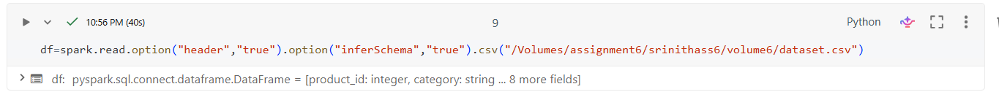 10:56 PM (40s) 9 Python
df=spark.read.option("header","true").option("inferSchema","true").csv("/Volumes/assignment6/srinithass6/volume6/dataset.csv")
df: pyspark.sql.connect.dataframe.DataFrame = [product_id: integer, category: string ... 8 more fields]